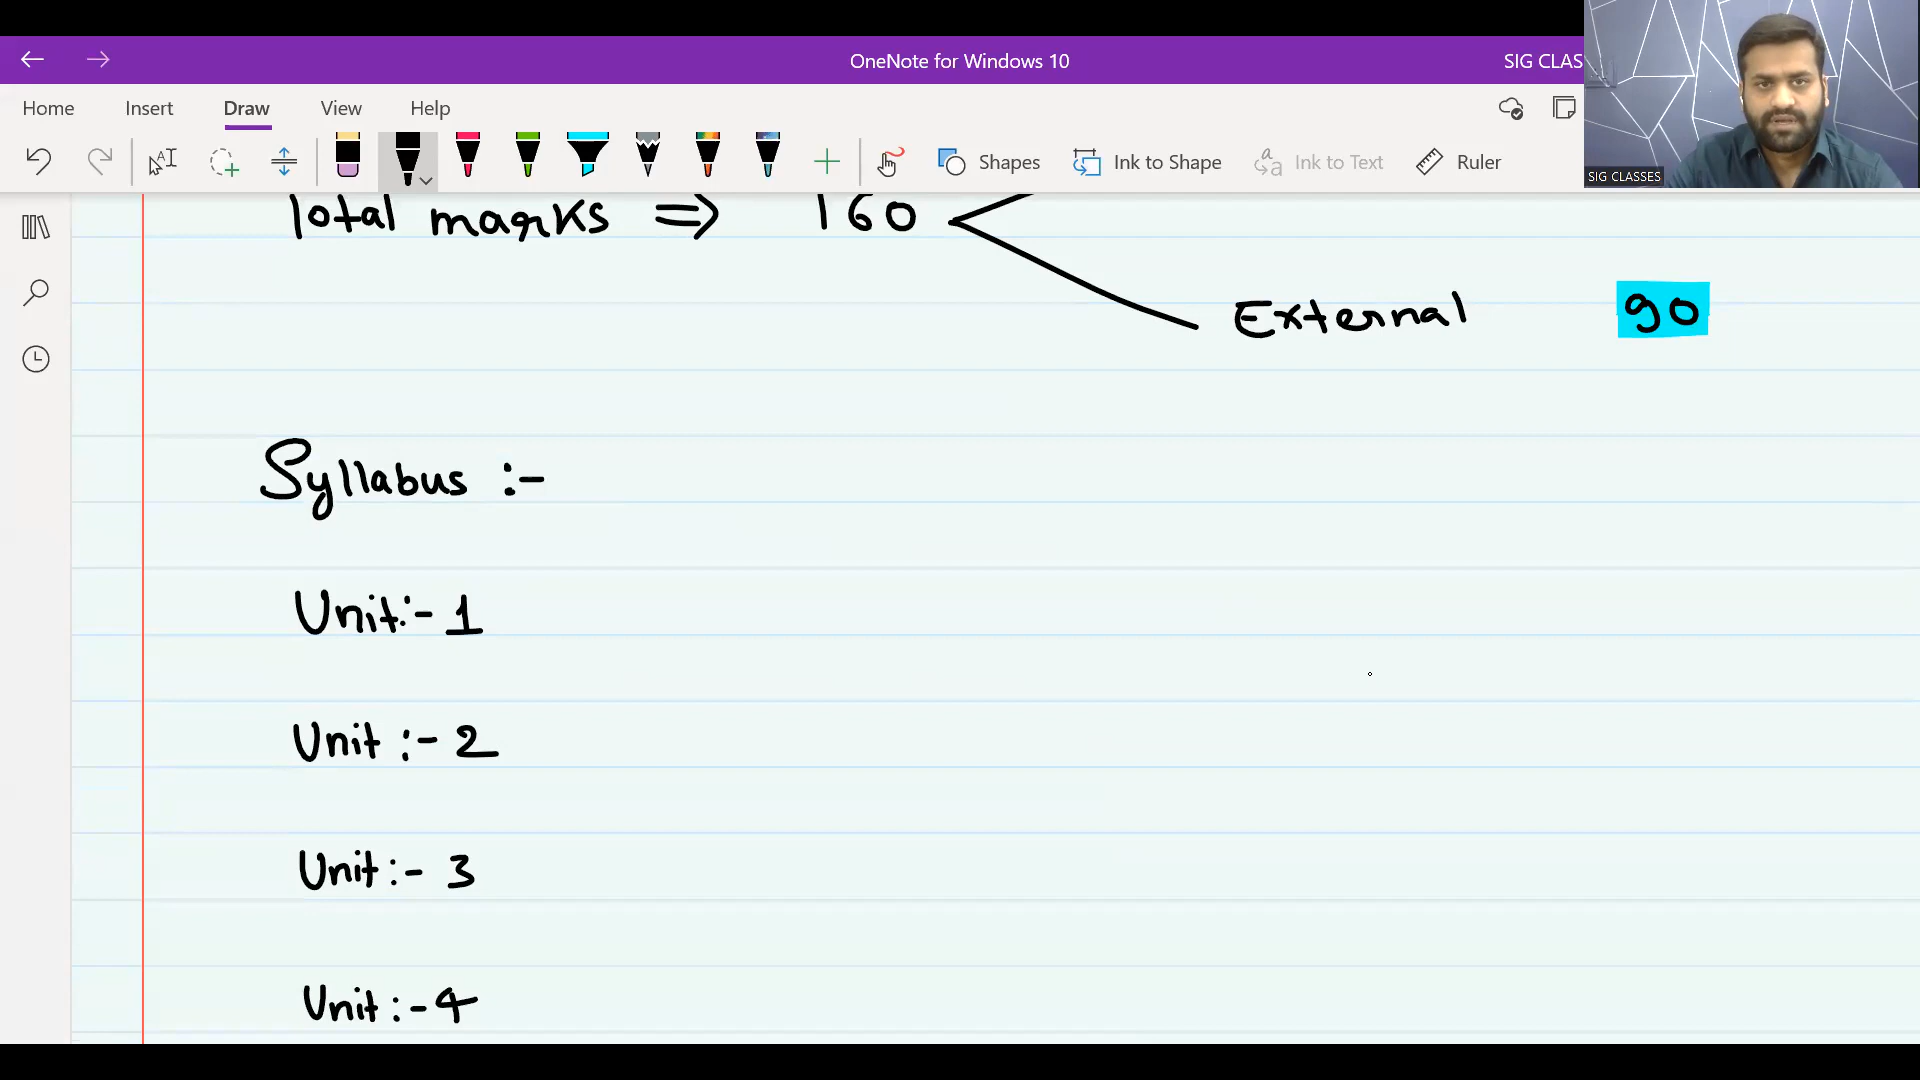 OneNote for Windows 10
SIG CLAS
Home Insert Draw View Help
Shapes Ink to Shape Ink to Text Ruler
SIG CLASSES
Total marks ⇒ 160
External 90
Syllabus :-
Unit:- 1
Unit :- 2
Unit :- 3
Unit :- 4